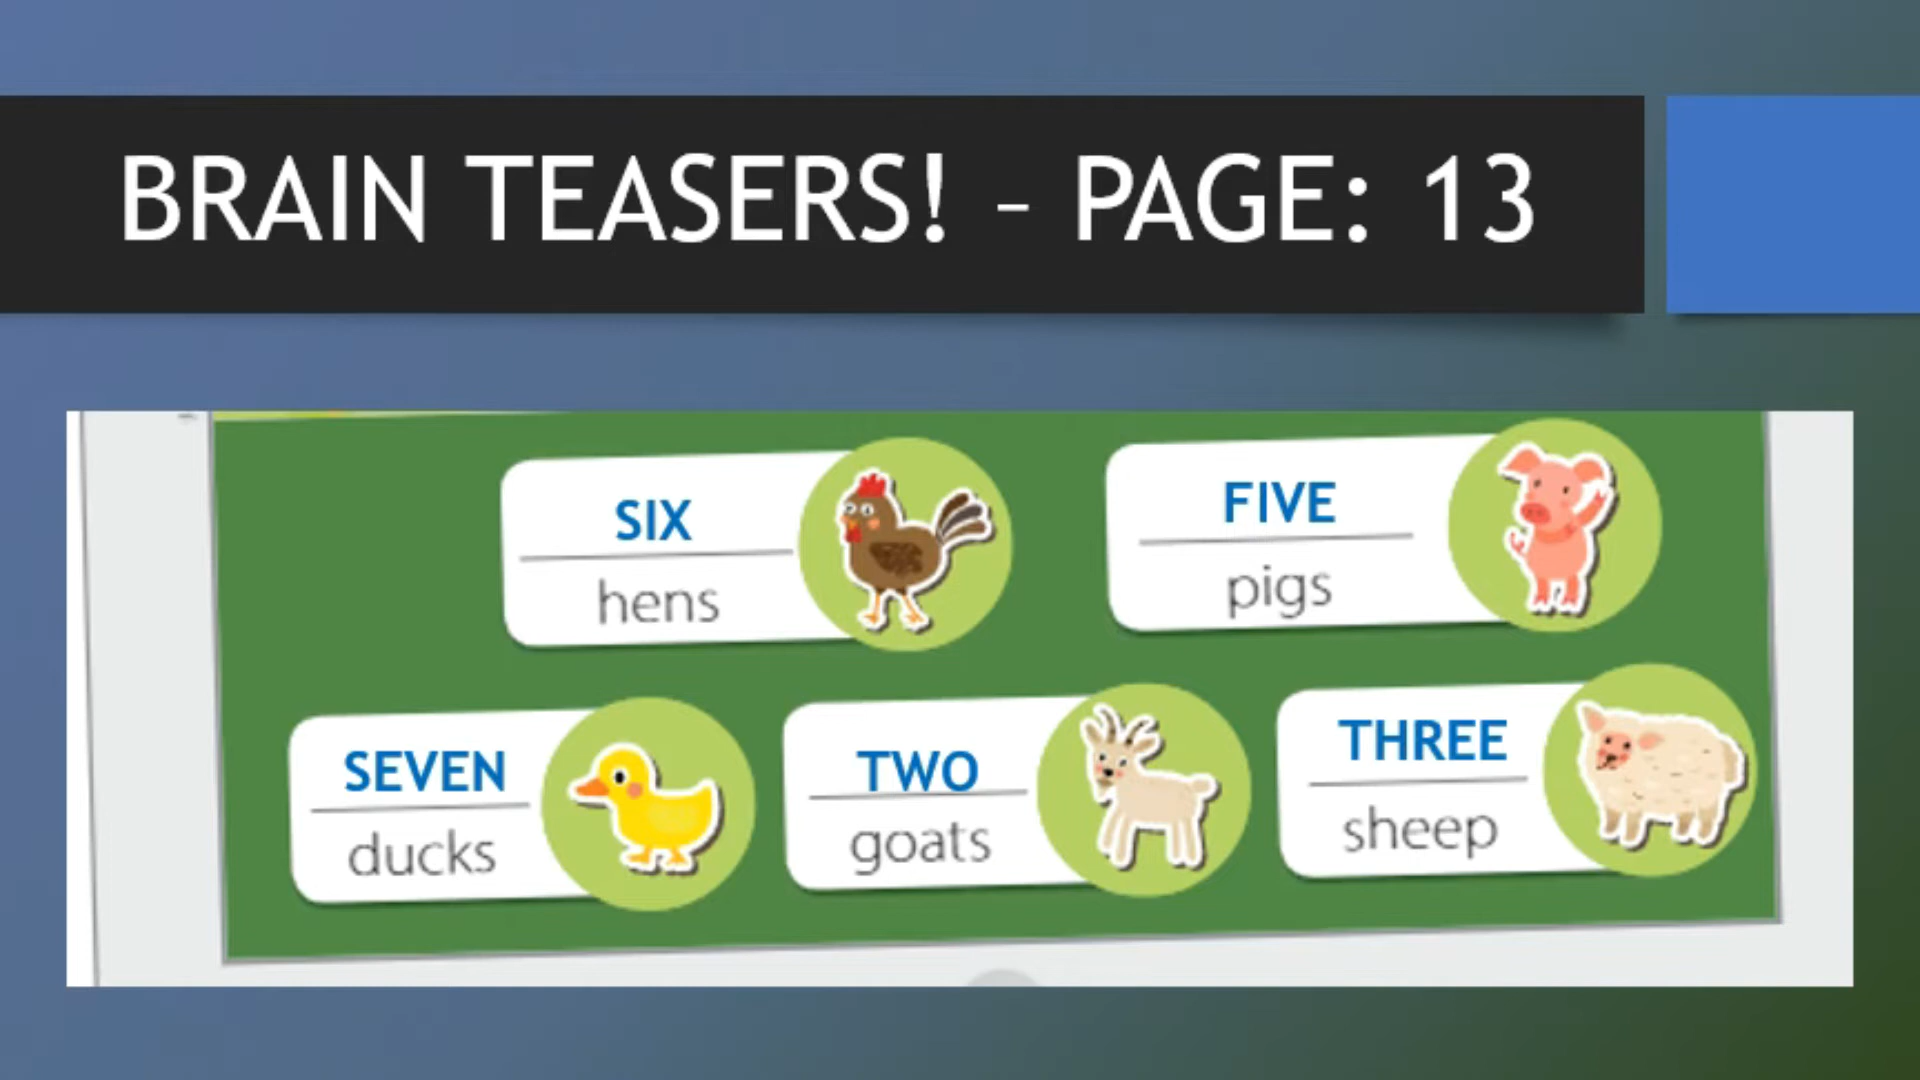 BRAIN TEASERS! - PAGE: 13
SIX
hens
FIVE
pigs
SEVEN
ducks
TWO
goats
THREE
sheep